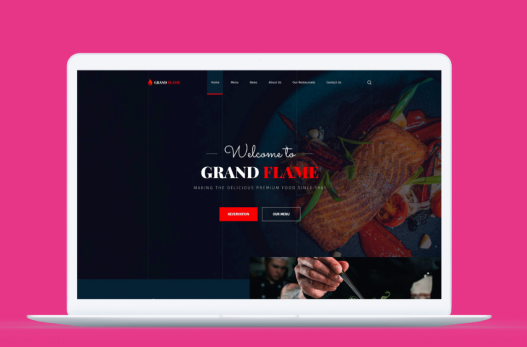 GRAND FLAME
Home Menu News About Us Our Restaurants Contact Us
Welcome to
GRAND FLAME
MAKING THE DELICIOUS PREMIUM FOOD SINCE
RESERVATION OUR MENU